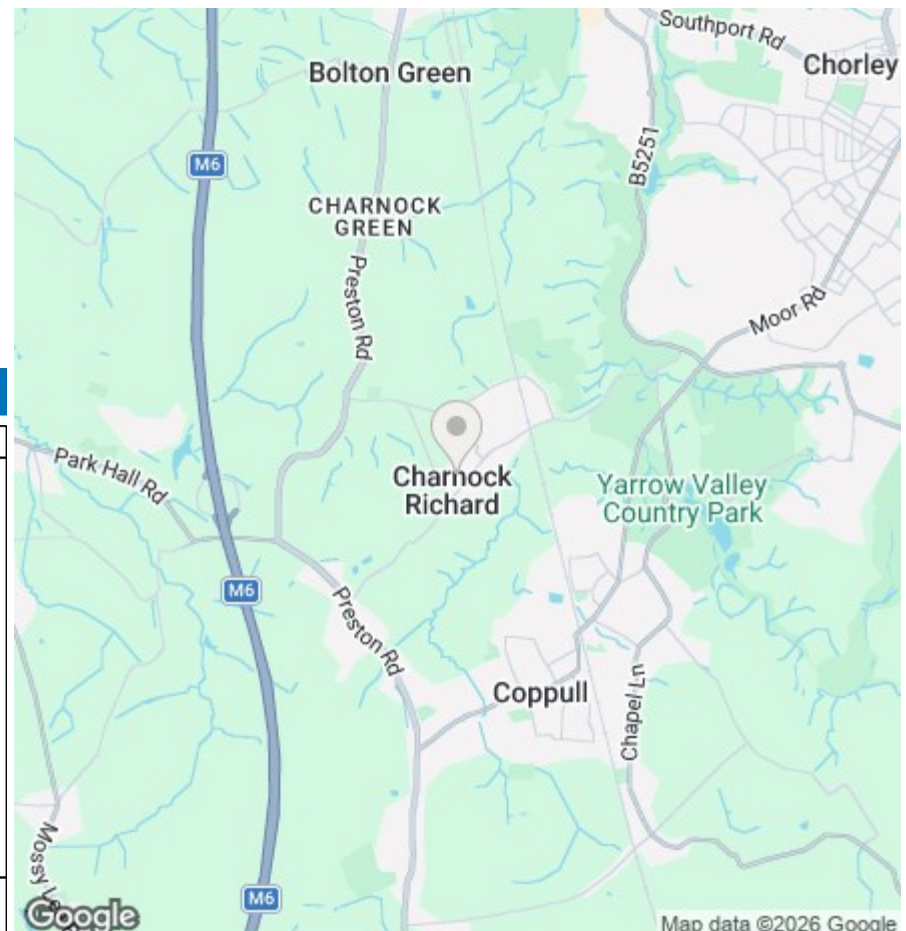 Southport Rd
Bolton Green
Chorley
M6
B5251
CHARNOCK
GREEN
Preston Rd
Moor Rd
Park Hall Rd
Charnock
Richard
Yarrow Valley
Country Park
M6
Preston Rd
Coppull
Chapel Ln
Mossy Le
M6
Google
Map data ©2026 Google